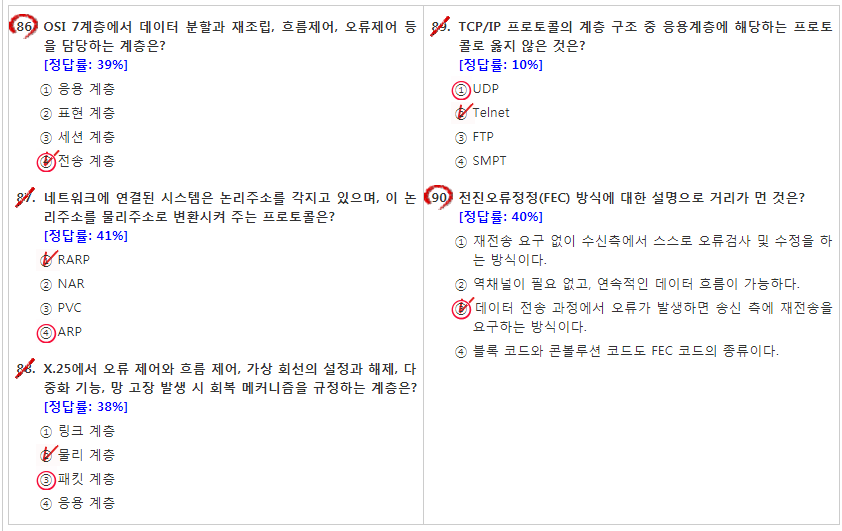 86. OSI 7계층에서 데이터 분할과 재조립, 흐름제어, 오류제어 등
을 담당하는 계층은?
[정답률: 39%]
① 응용 계층
② 표현 계층
③ 세션 계층
④ 전송 계층
87. 네트워크에 연결된 시스템은 논리주소를 각지고 있으며, 이 논
리주소를 물리주소로 변환시켜 주는 프로토콜은?
[정답률: 41%]
① RARP
② NAR
③ PVC
④ ARP
88. X.25에서 오류 제어와 흐름 제어, 가상 회선의 설정과 해제, 다
중화 기능, 망 고장 발생 시 회복 메커니즘을 규정하는 계층은?
[정답률: 38%]
① 링크 계층
② 물리 계층
③ 패킷 계층
④ 응용 계층
89. TCP/IP 프로토콜의 계층 구조 중 응용계층에 해당하는 프로토
콜로 옳지 않은 것은?
[정답률: 10%]
① UDP
② Telnet
③ FTP
④ SMPT
90. 전진오류정정(FEC) 방식에 대한 설명으로 거리가 먼 것은?
[정답률: 40%]
① 재전송 요구 없이 수신측에서 스스로 오류검사 및 수정을 하
는 방식이다.
② 역채널이 필요 없고, 연속적인 데이터 흐름이 가능하다.
③ 데이터 전송 과정에서 오류가 발생하면 송신 측에 재전송을
요구하는 방식이다.
④ 블록 코드와 콘볼루션 코드도 FEC 코드의 종류이다.